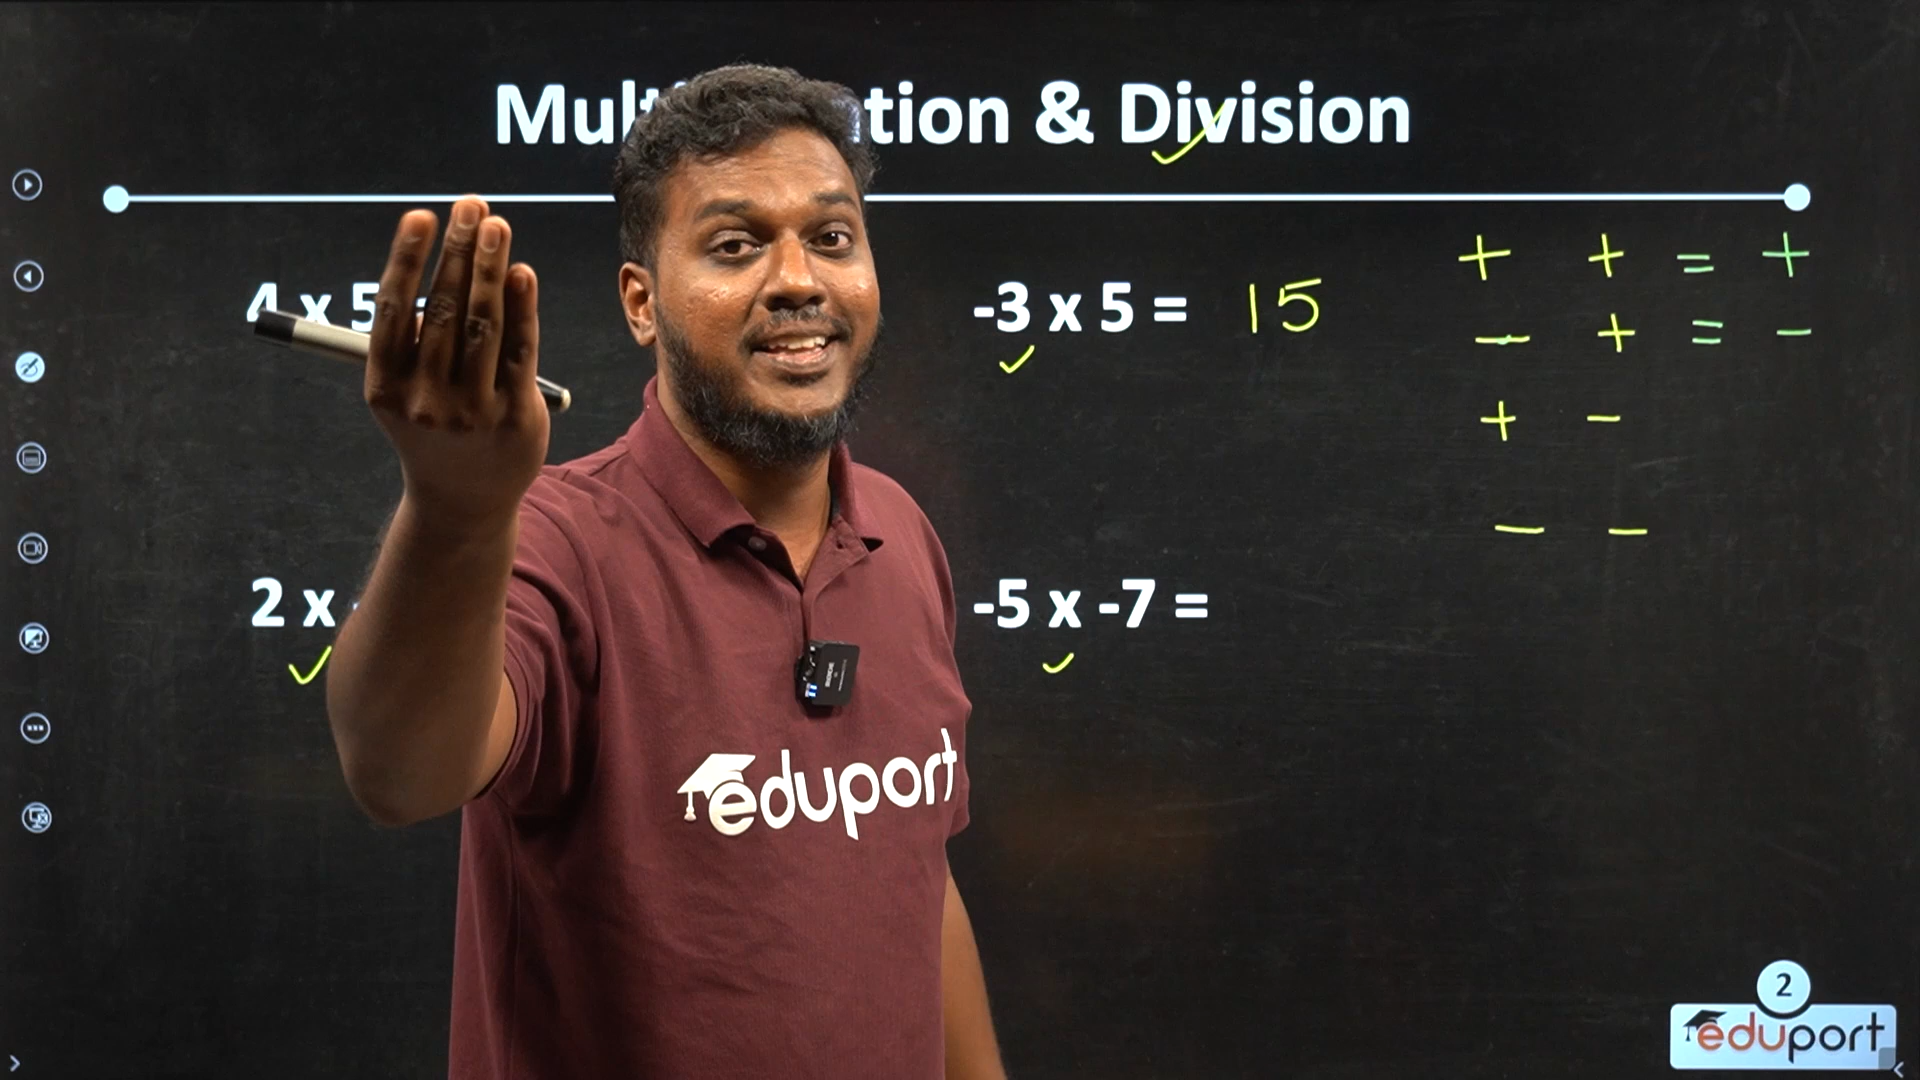 Mul tion & Division
4 x 5 =
-3 x 5 = 15
+ + = +
- + = -
+ -
- -
2 x
-5 x -7 =
eduport
2
eduport